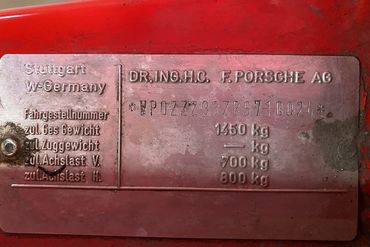 Stuttgart
W-Germany
DR.ING.H.C. F.PORSCHE AG
Fahrgestellnummer
zul. Ges Gewicht 1450 kg
zul. Zuggewicht — kg
zul. Achslast V. 700 kg
zul. Achslast H. 800 kg